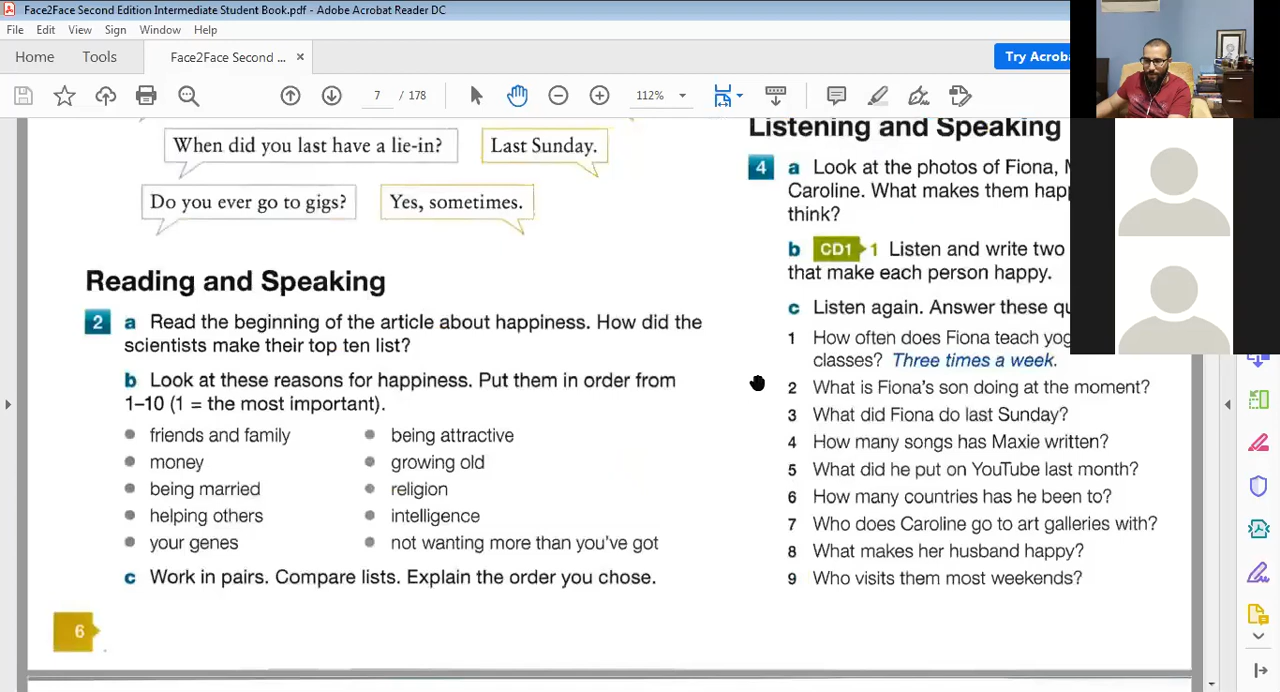 Face2Face Second Edition Intermediate Student Book.pdf - Adobe Acrobat Reader DC
File Edit View Sign Window Help
Home Tools Face2Face Second ... × Try Acroba
7 / 178 112%
When did you last have a lie-in? Last Sunday.
Do you ever go to gigs? Yes, sometimes.
Reading and Speaking
2 a Read the beginning of the article about happiness. How did the
scientists make their top ten list?
b Look at these reasons for happiness. Put them in order from
1–10 (1 = the most important).
friends and family
money
being married
helping others
your genes
being attractive
growing old
religion
intelligence
not wanting more than you've got
c Work in pairs. Compare lists. Explain the order you chose.
6
Listening and Speaking
4 a Look at the photos of Fiona, M
Caroline. What makes them hap
think?
b CD1 1 Listen and write two
that make each person happy.
c Listen again. Answer these qu
1 How often does Fiona teach yog
classes? Three times a week.
2 What is Fiona's son doing at the moment?
3 What did Fiona do last Sunday?
4 How many songs has Maxie written?
5 What did he put on YouTube last month?
6 How many countries has he been to?
7 Who does Caroline go to art galleries with?
8 What makes her husband happy?
9 Who visits them most weekends?